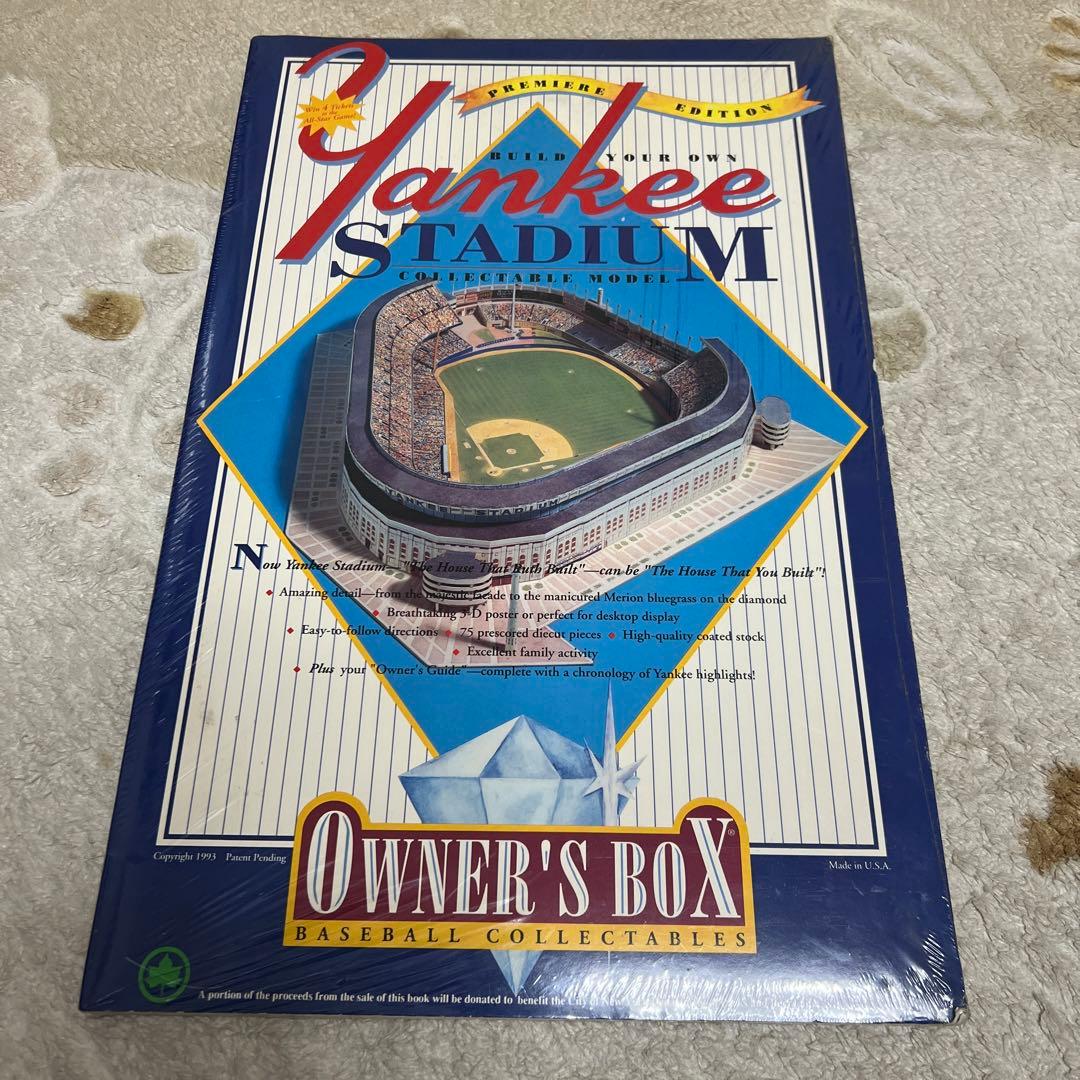 PREMIERE EDITION
Win 4 Tickets
to the
All-Star Game!
BUILD YOUR OWN
Yankee
STADIUM
COLLECTABLE MODEL
YANKEE STADIUM
Now Yankee Stadium—"The House That Ruth Built"—can be "The House That You Built"!
♦ Amazing detail—from the majestic facade to the manicured Merion bluegrass on the diamond
♦ Breathtaking 3-D poster or perfect for desktop display
♦ Easy-to-follow directions ♦ 75 prescored diecut pieces ♦ High-quality coated stock
♦ Excellent family activity
♦ Plus your "Owner's Guide"—complete with a chronology of Yankee highlights!
Copyright 1993 Patent Pending
Made in U.S.A.
OWNER'S BOX®
BASEBALL COLLECTABLES
A portion of the proceeds from the sale of this book will be donated to benefit the City of New